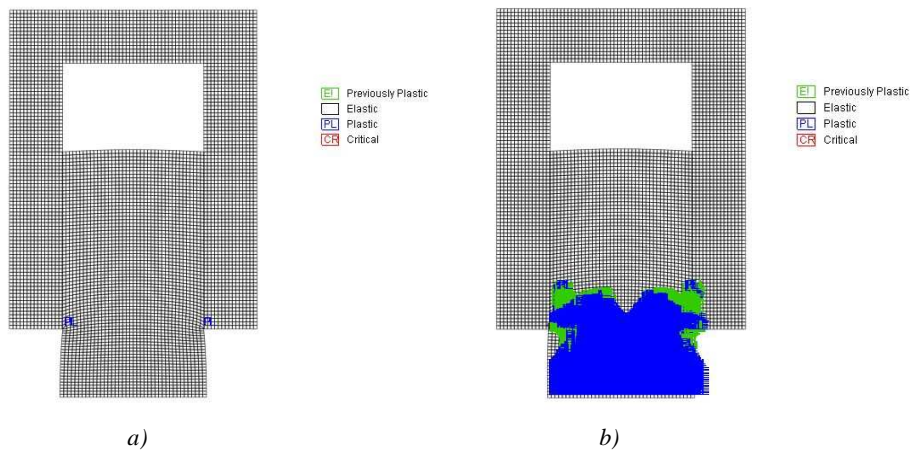 EL Previously Plastic
Elastic
PL Plastic
CR Critical
EL Previously Plastic
Elastic
PL Plastic
CR Critical
PL
PL
PL
a)
b)